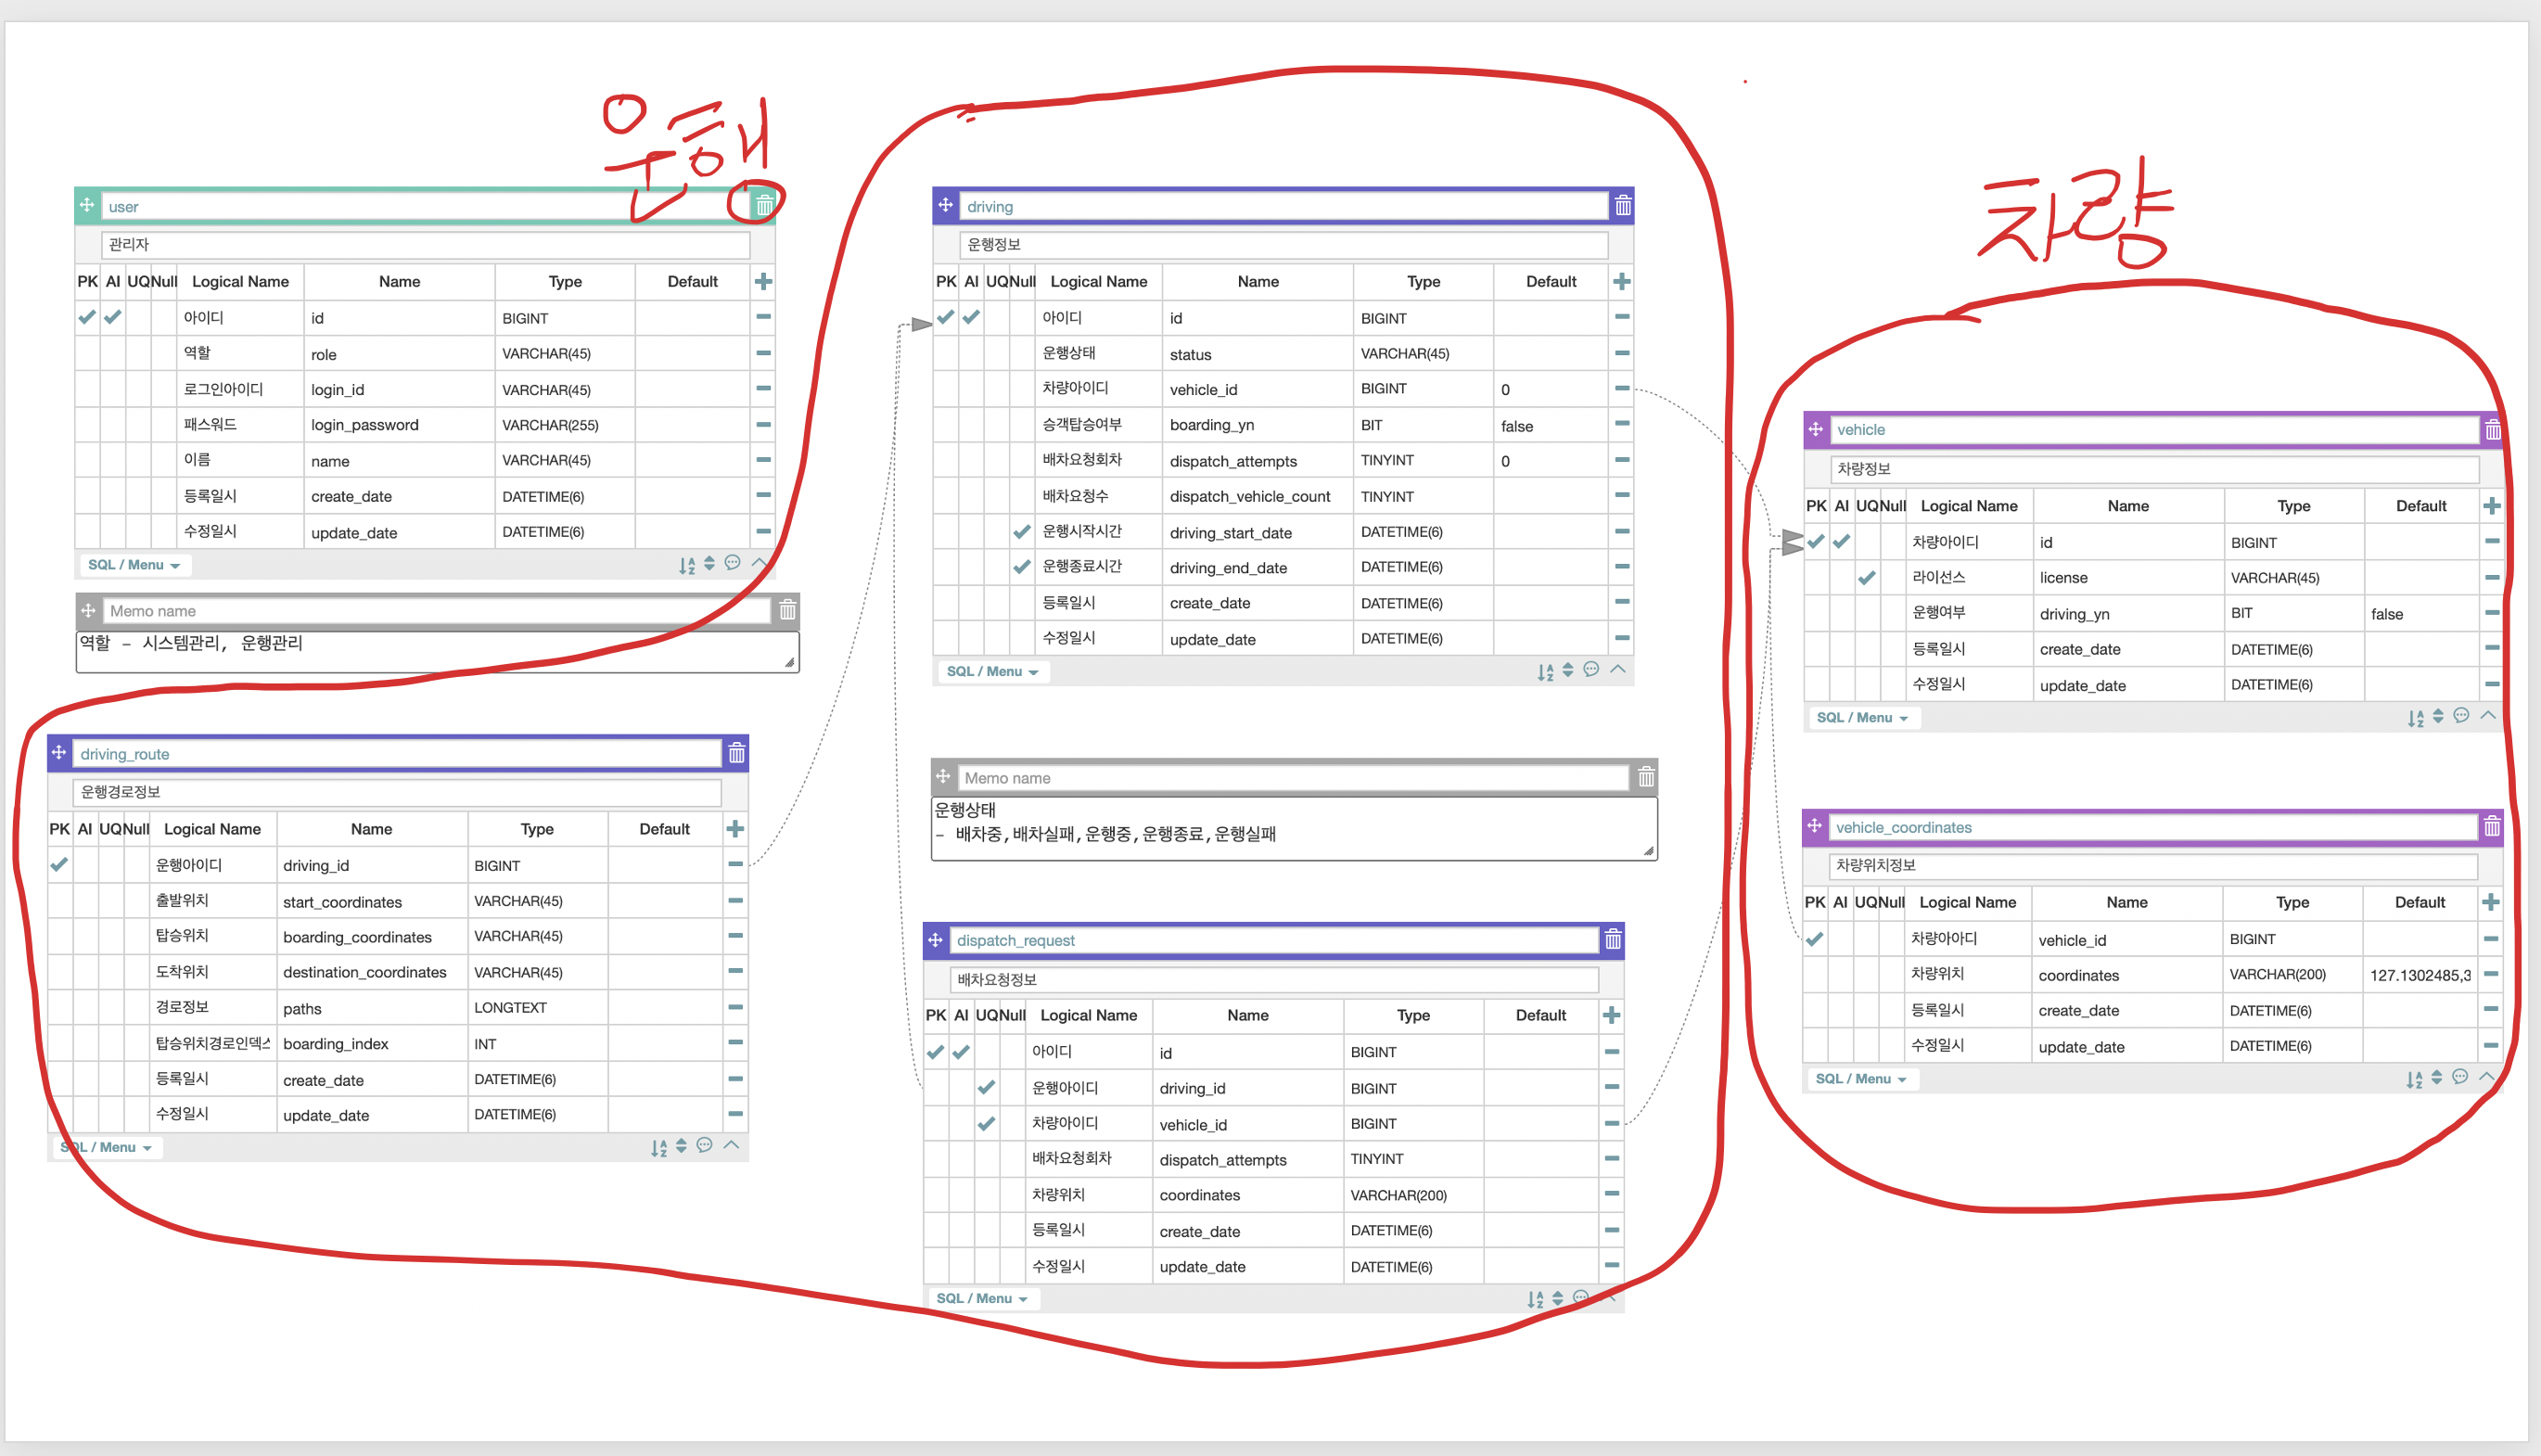 운행
차량
user
관리자
PK AI UQ Null Logical Name Name Type Default
아이디 id BIGINT
역할 role VARCHAR(45)
로그인아이디 login_id VARCHAR(45)
패스워드 login_password VARCHAR(255)
이름 name VARCHAR(45)
등록일시 create_date DATETIME(6)
수정일시 update_date DATETIME(6)
SQL / Menu
Memo name
역할 - 시스템관리, 운행관리
driving_route
운행경로정보
PK AI UQ Null Logical Name Name Type Default
운행아이디 driving_id BIGINT
출발위치 start_coordinates VARCHAR(45)
탑승위치 boarding_coordinates VARCHAR(45)
도착위치 destination_coordinates VARCHAR(45)
경로정보 paths LONGTEXT
탑승위치경로인덱스 boarding_index INT
등록일시 create_date DATETIME(6)
수정일시 update_date DATETIME(6)
SQL / Menu
driving
운행정보
PK AI UQ Null Logical Name Name Type Default
아이디 id BIGINT
운행상태 status VARCHAR(45)
차량아이디 vehicle_id BIGINT 0
승객탑승여부 boarding_yn BIT false
배차요청회차 dispatch_attempts TINYINT 0
배차요청수 dispatch_vehicle_count TINYINT
운행시작시간 driving_start_date DATETIME(6)
운행종료시간 driving_end_date DATETIME(6)
등록일시 create_date DATETIME(6)
수정일시 update_date DATETIME(6)
SQL / Menu
Memo name
운행상태
- 배차중,배차실패,운행중,운행종료,운행실패
dispatch_request
배차요청정보
PK AI UQ Null Logical Name Name Type Default
아이디 id BIGINT
운행아이디 driving_id BIGINT
차량아이디 vehicle_id BIGINT
배차요청회차 dispatch_attempts TINYINT
차량위치 coordinates VARCHAR(200)
등록일시 create_date DATETIME(6)
수정일시 update_date DATETIME(6)
SQL / Menu
vehicle
차량정보
PK AI UQ Null Logical Name Name Type Default
차량아이디 id BIGINT
라이선스 license VARCHAR(45)
운행여부 driving_yn BIT false
등록일시 create_date DATETIME(6)
수정일시 update_date DATETIME(6)
SQL / Menu
vehicle_coordinates
차량위치정보
PK AI UQ Null Logical Name Name Type Default
차량아아디 vehicle_id BIGINT
차량위치 coordinates VARCHAR(200) 127.1302485,3
등록일시 create_date DATETIME(6)
수정일시 update_date DATETIME(6)
SQL / Menu